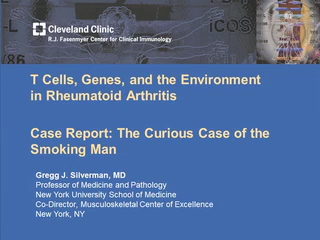 Cleveland Clinic
R.J. Fasenmyer Center for Clinical Immunology
T Cells, Genes, and the Environment
in Rheumatoid Arthritis
Case Report: The Curious Case of the
Smoking Man
Gregg J. Silverman, MD
Professor of Medicine and Pathology
New York University School of Medicine
Co-Director, Musculoskeletal Center of Excellence
New York, NY